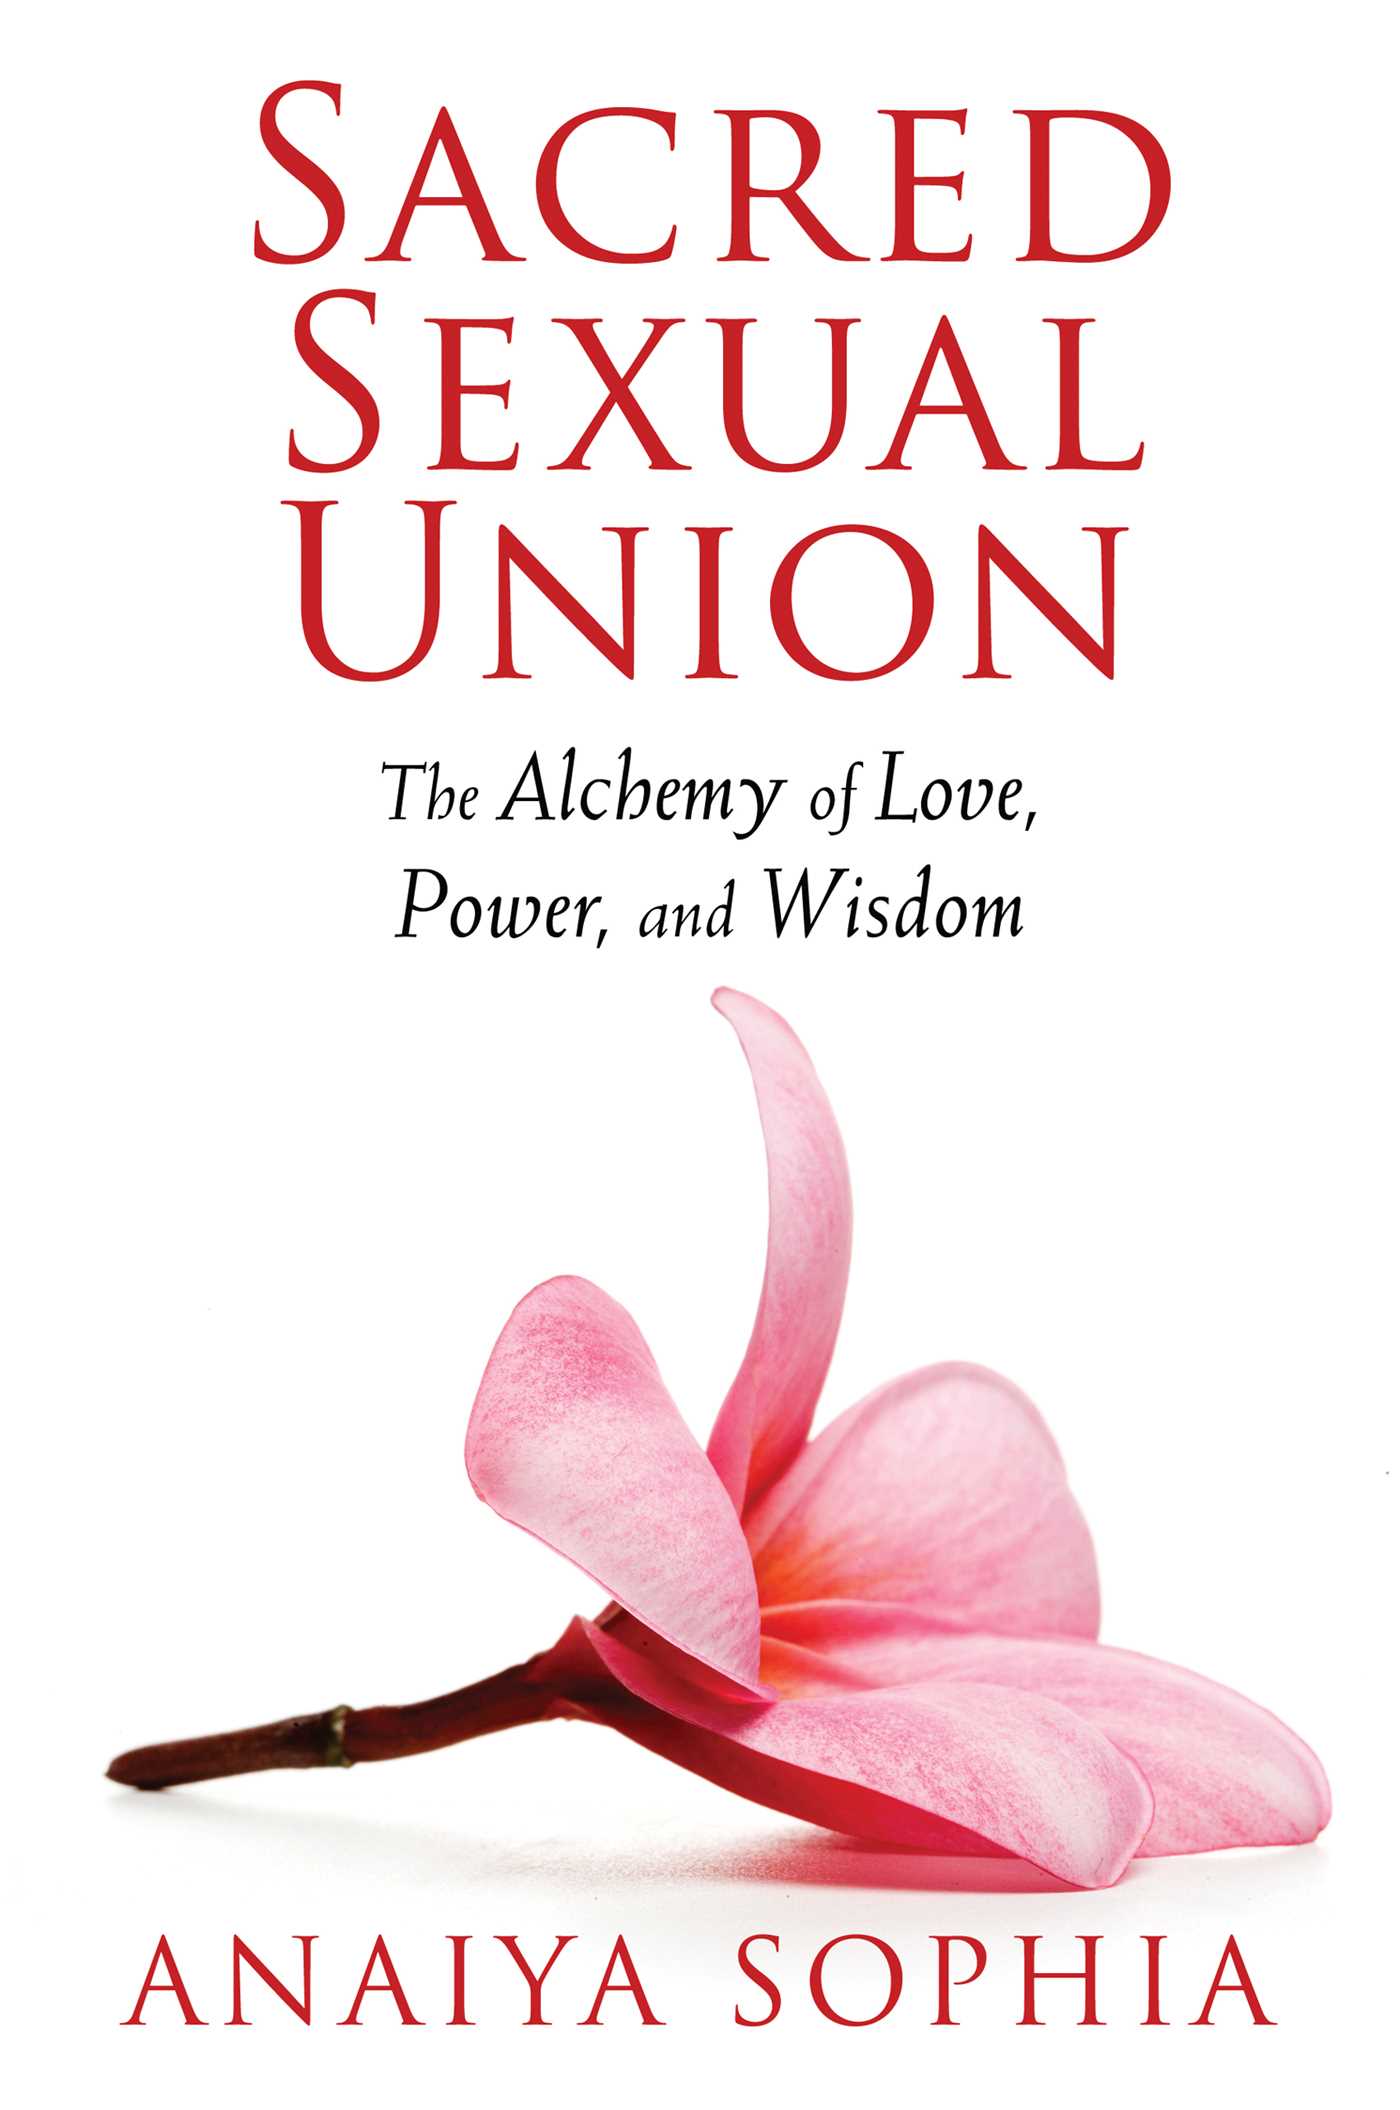 SACRED
SEXUAL
UNION
The Alchemy of Love,
Power, and Wisdom
ANAIYA SOPHIA